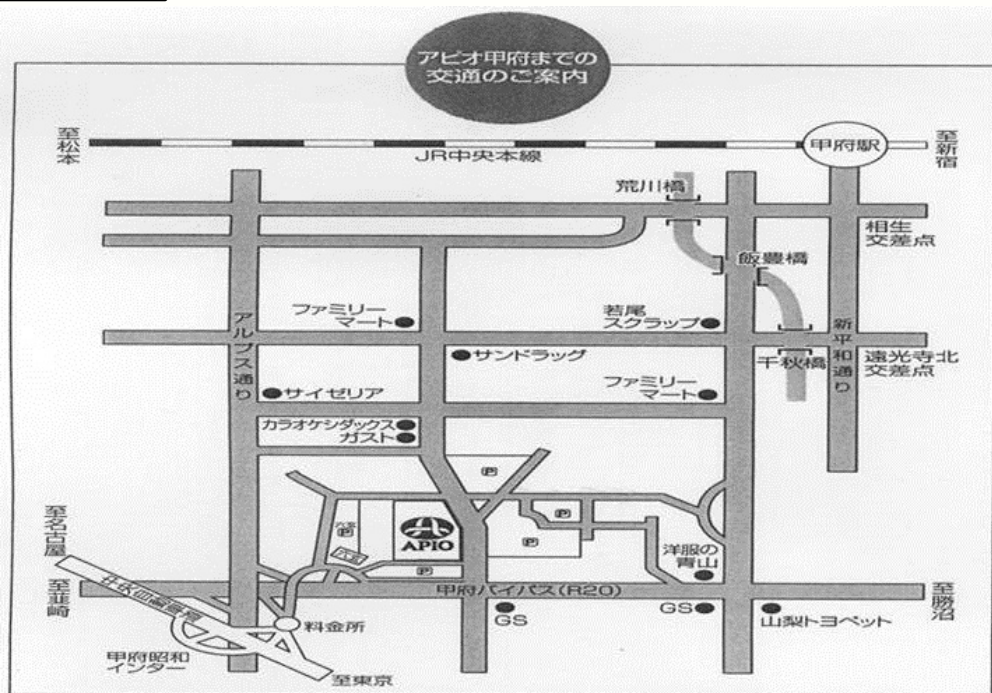 アピオ甲府までの
交通のご案内
至松本
JR中央本線
甲府駅
至新宿
荒川橋
相生
交差点
飯豊橋
ファミリー
マート
若尾
スクラップ
アルプス通り
新平和通り
サンドラッグ
千秋橋
遠光寺北
交差点
サイゼリア
ファミリー
マート
カラオケシダックス
ガスト
P
P
P
P
P
APIO
至名古屋
洋服の
青山
至韮崎
甲府バイパス(R20)
至勝沼
GS
GS
山梨トヨペット
料金所
甲府昭和
インター
至東京